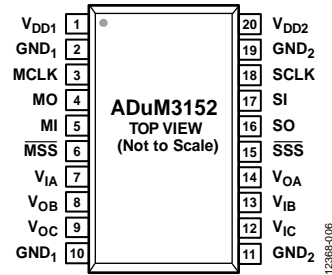 VDD1 1 20 VDD2
GND1 2 19 GND2
MCLK 3 18 SCLK
MO 4 ADuM3152 17 SI
TOP VIEW
MI 5 (Not to Scale) 16 SO
MSS 6 15 SSS
VIA 7 14 VOA
VOB 8 13 VIB
VOC 9 12 VIC
GND1 10 11 GND2
12368-006